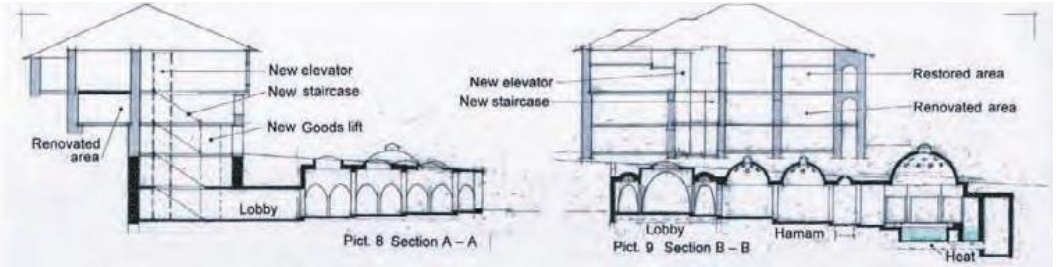 New elevator
New staircase
New Goods lift
Renovated
area
Lobby
Pict. 8 Section A – A
New elevator
New staircase
Restored area
Renovated area
Lobby
Hamam
Pict. 9 Section B – B
Heat